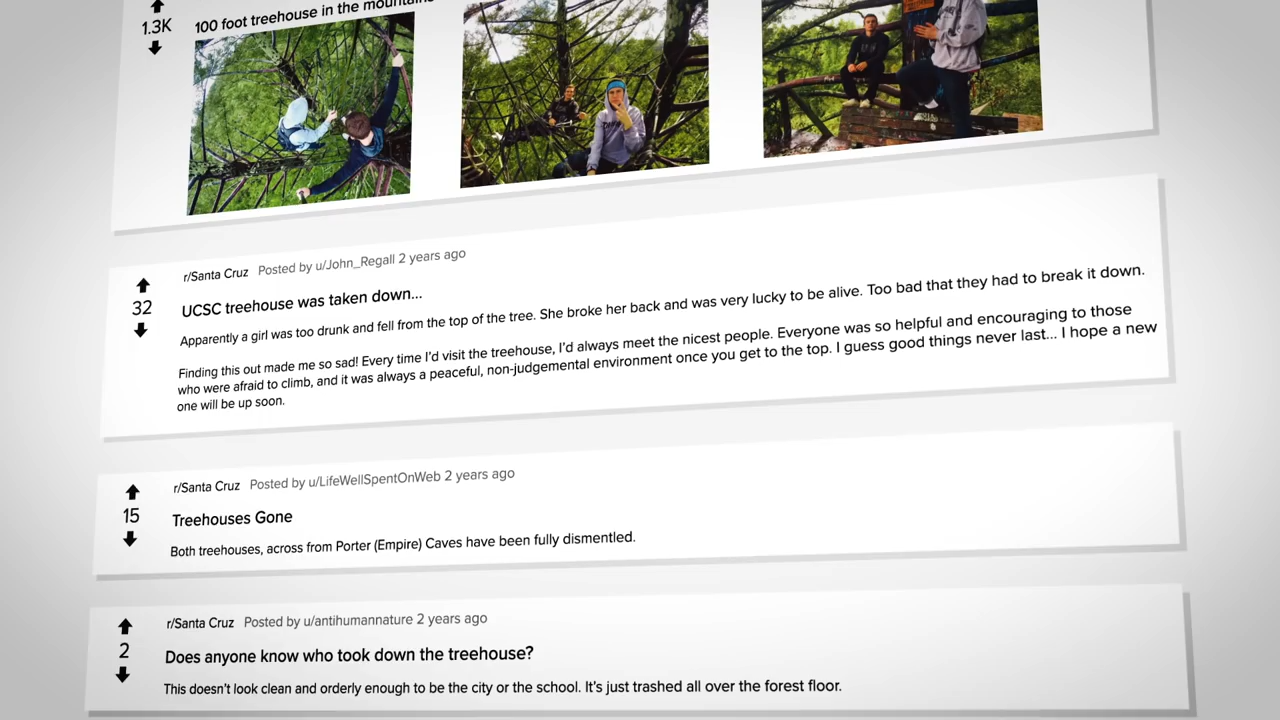 1.3K
100 foot treehouse in the mountains
r/Santa Cruz Posted by u/John_Regall 2 years ago
32
UCSC treehouse was taken down...
Apparently a girl was too drunk and fell from the top of the tree. She broke her back and was very lucky to be alive. Too bad that they had to break it down.
Finding this out made me so sad! Every time I'd visit the treehouse, I'd always meet the nicest people. Everyone was so helpful and encouraging to those
who were afraid to climb, and it was always a peaceful, non-judgemental environment once you get to the top. I guess good things never last... I hope a new
one will be up soon.
r/Santa Cruz Posted by u/LifeWellSpentOnWeb 2 years ago
15
Treehouses Gone
Both treehouses, across from Porter (Empire) Caves have been fully dismentled.
r/Santa Cruz Posted by u/antihumannature 2 years ago
2
Does anyone know who took down the treehouse?
This doesn't look clean and orderly enough to be the city or the school. It's just trashed all over the forest floor.